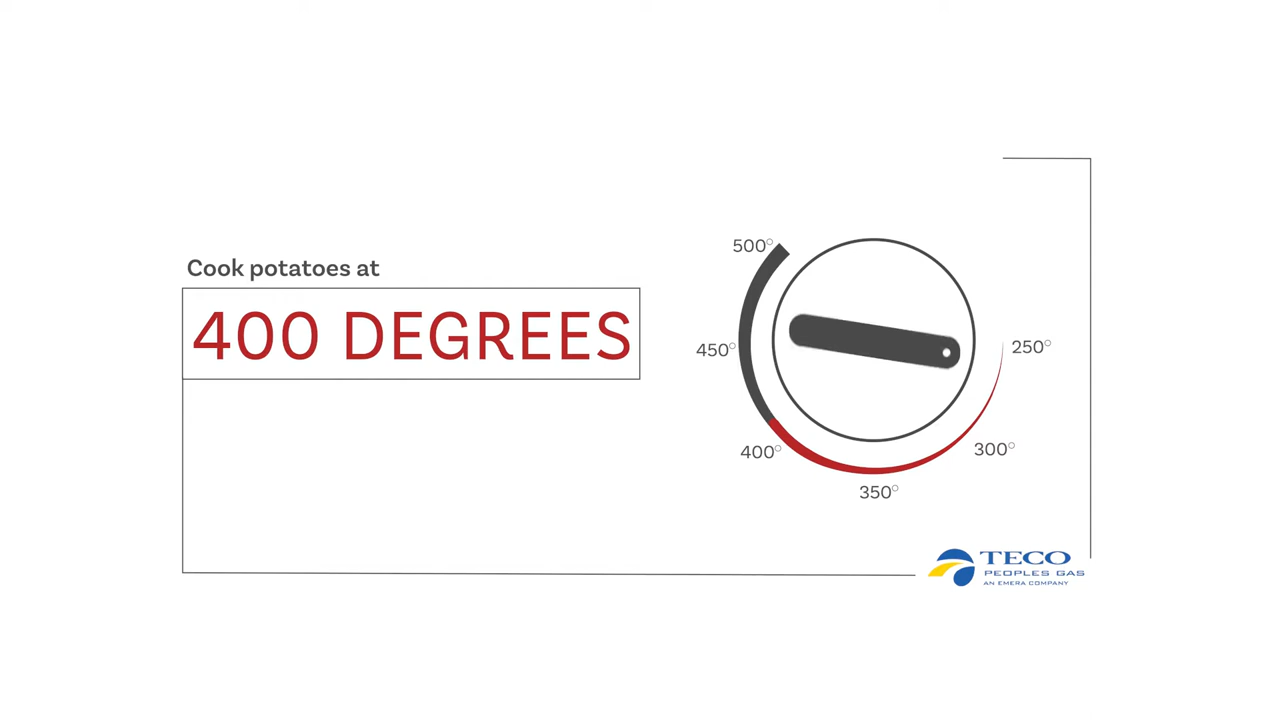 Cook potatoes at
400 DEGREES
500°
450°
400°
350°
300°
250°
TECO
PEOPLES GAS
AN EMERA COMPANY